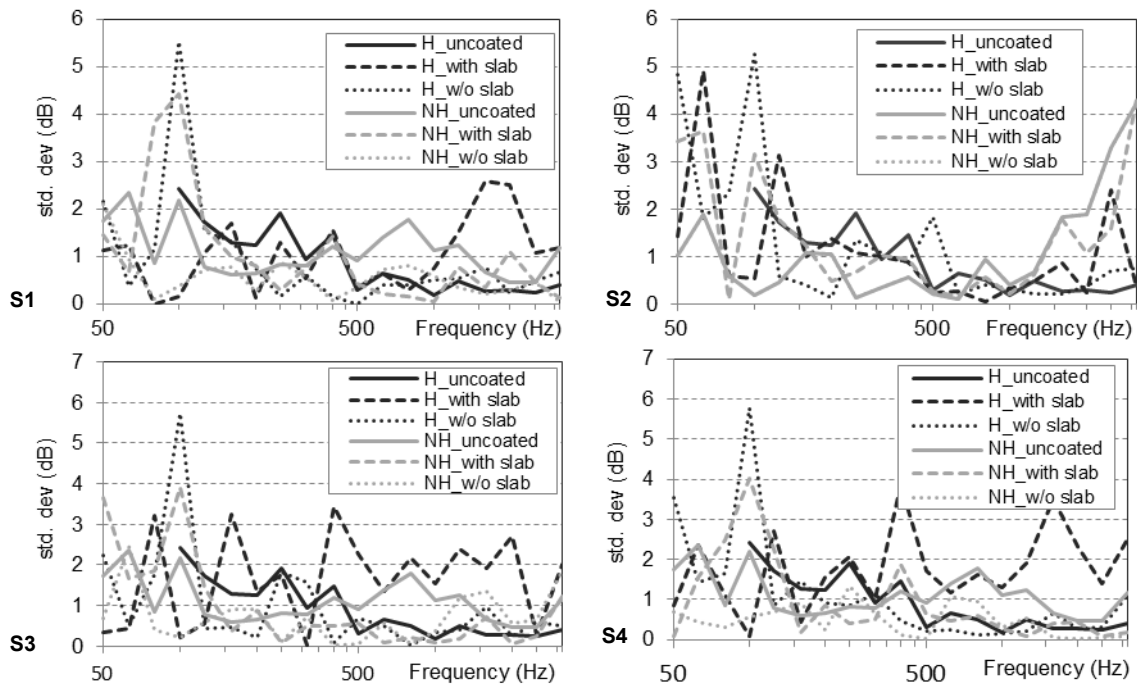 6
5
4
3
2
1
0
std. dev (dB)
H_uncoated
H_with slab
H_w/o slab
NH_uncoated
NH_with slab
NH_w/o slab
S1
50
500
Frequency (Hz)
6
5
4
3
2
1
0
std. dev (dB)
H_uncoated
H_with slab
H_w/o slab
NH_uncoated
NH_with slab
NH_w/o slab
S2
50
500
Frequency (Hz)
7
6
5
4
3
2
1
0
std. dev (dB)
H_uncoated
H_with slab
H_w/o slab
NH_uncoated
NH_with slab
NH_w/o slab
S3
50
500
Frequency (Hz)
7
6
5
4
3
2
1
0
std. dev (dB)
H_uncoated
H_with slab
H_w/o slab
NH_uncoated
NH_with slab
NH_w/o slab
S4
50
500
Frequency (Hz)